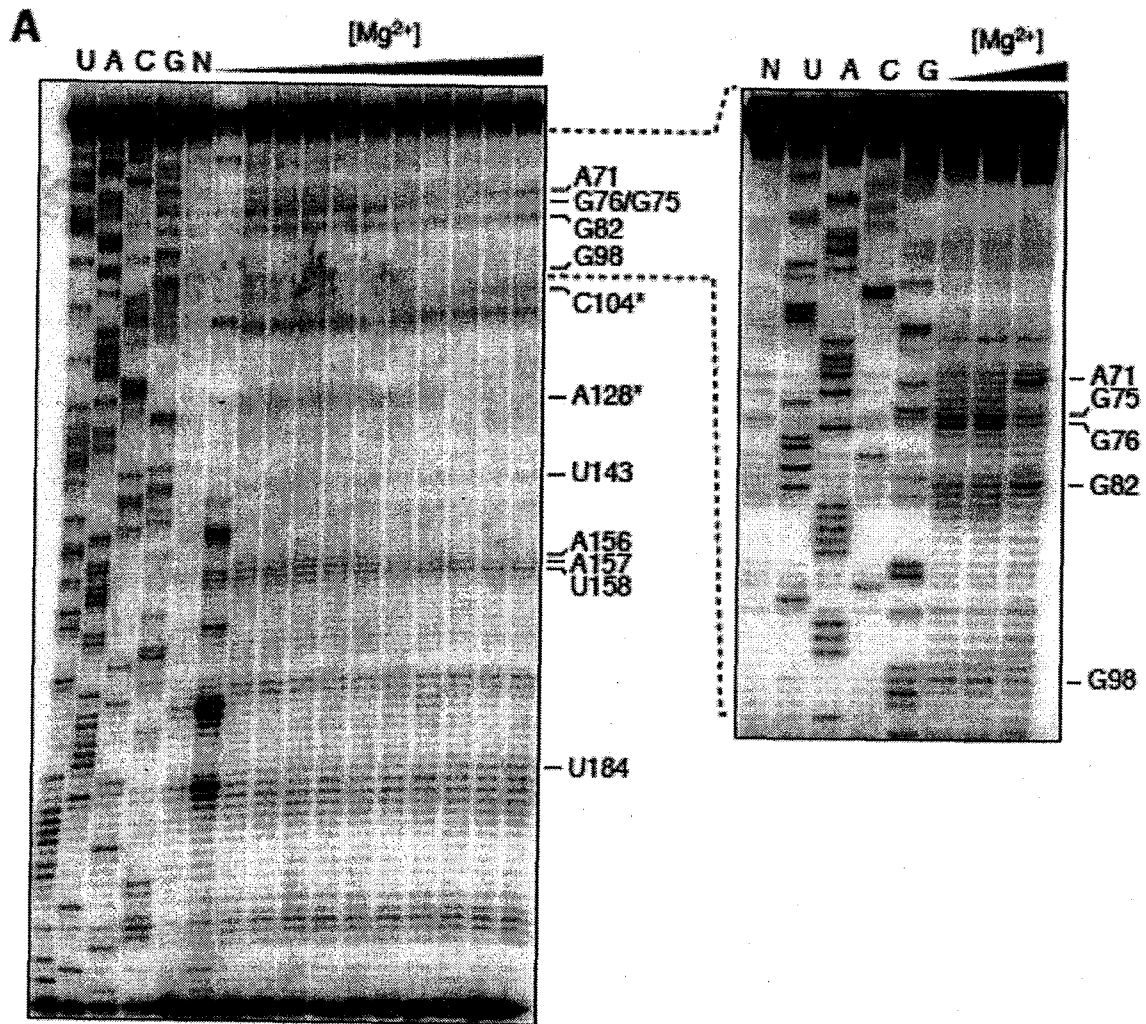 A
[Mg²⁺]
U A C G N
A71
G76/G75
G82
G98
C104*
A128*
U143
A156
A157
U158
U184
[Mg²⁺]
N U A C G
A71
G75
G76
G82
G98